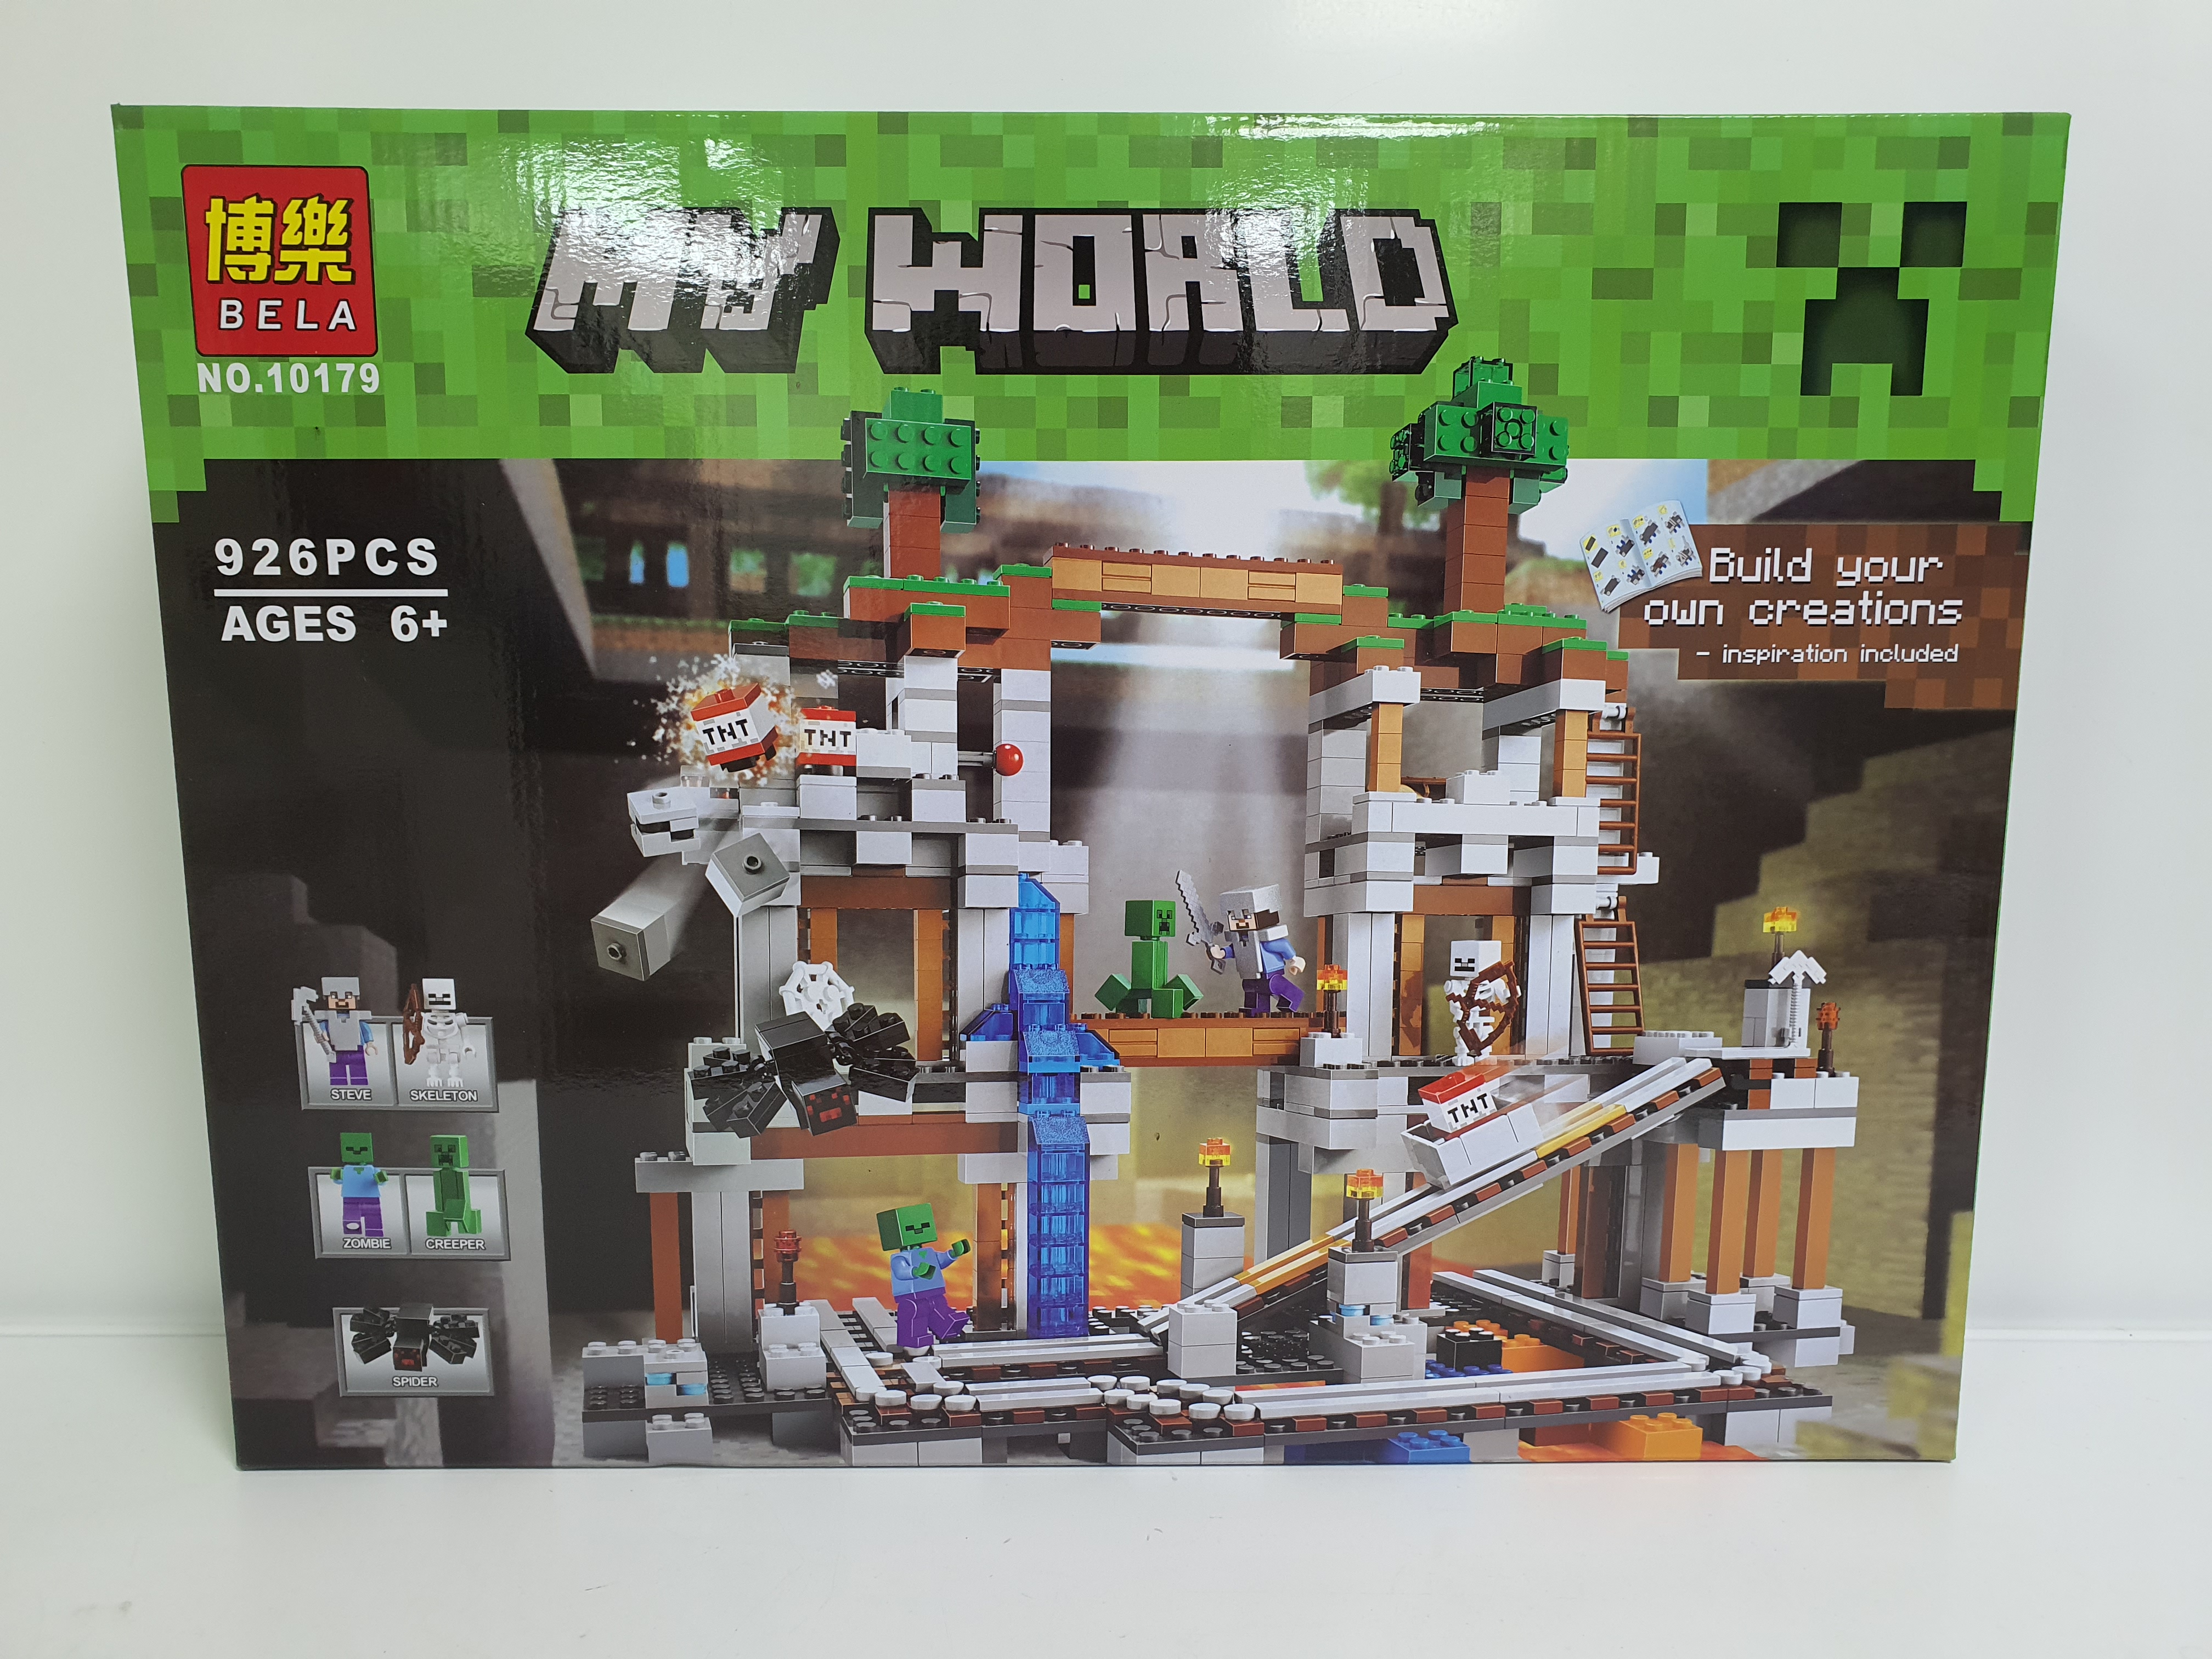 博樂
BELA
NO.10179
MY WORLD
926PCS
AGES 6+
Build your
own creations
- inspiration included
TNT
TNT
TNT
STEVE
SKELETON
ZOMBIE
CREEPER
SPIDER